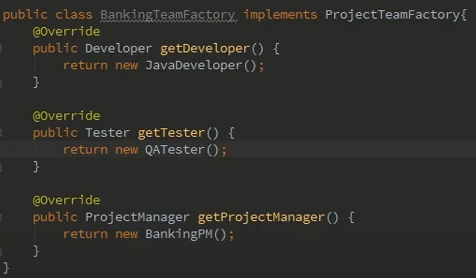 public class BankingTeamFactory implements ProjectTeamFactory{
@Override
public Developer getDeveloper() {
return new JavaDeveloper();
}
@Override
public Tester getTester() {
return new QATester();
}
@Override
public ProjectManager getProjectManager() {
return new BankingPM();
}
}